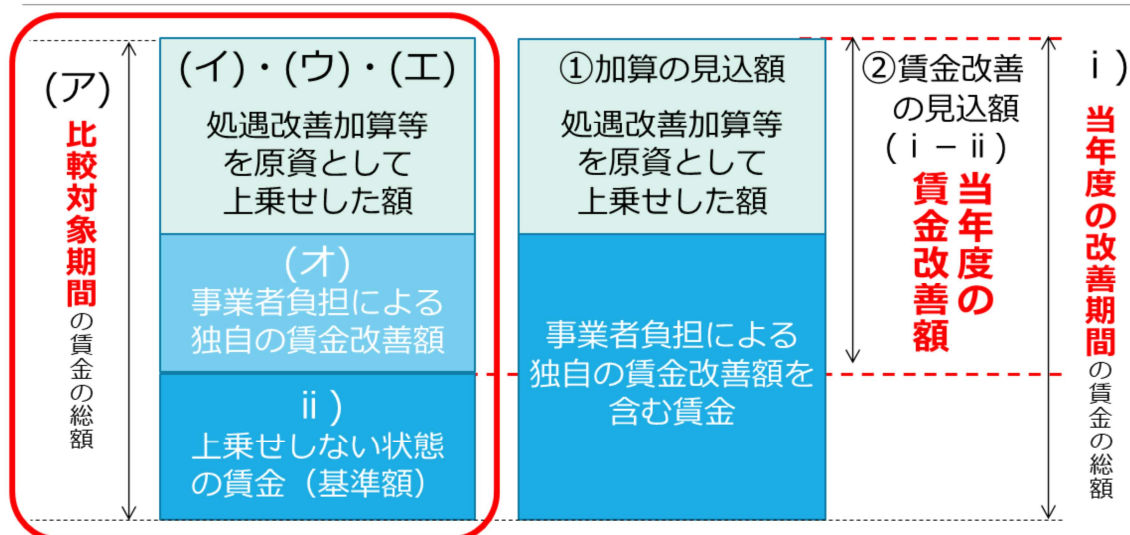 (ア)
比較対象期間の賃金の総額
(イ)・(ウ)・(エ)
処遇改善加算等
を原資として
上乗せした額
(オ)
事業者負担による
独自の賃金改善額
ⅱ)
上乗せしない状態
の賃金（基準額）
①加算の見込額
処遇改善加算等
を原資として
上乗せした額
事業者負担による
独自の賃金改善額を
含む賃金
②賃金改善
の見込額
(ⅰ－ⅱ)
当年度の
賃金改善額
ⅰ)
当年度の改善期間の賃金の総額